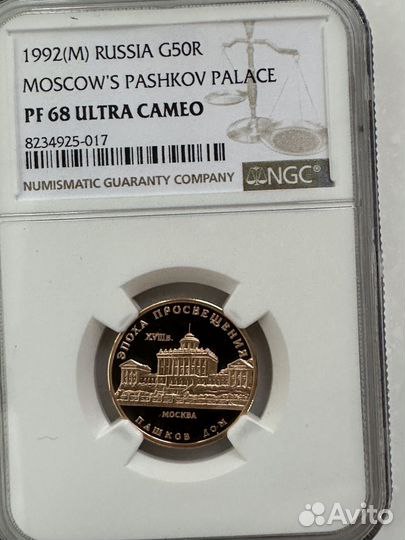 1992(M) RUSSIA G50R
MOSCOW'S PASHKOV PALACE
PF 68 ULTRA CAMEO
8234925-017
NUMISMATIC GUARANTY COMPANY
NGC®
ЭПОХА ПРОСВЕЩЕНИЯ
XVIII в.
МОСКВА
ПАШКОВ ДОМ
Avito